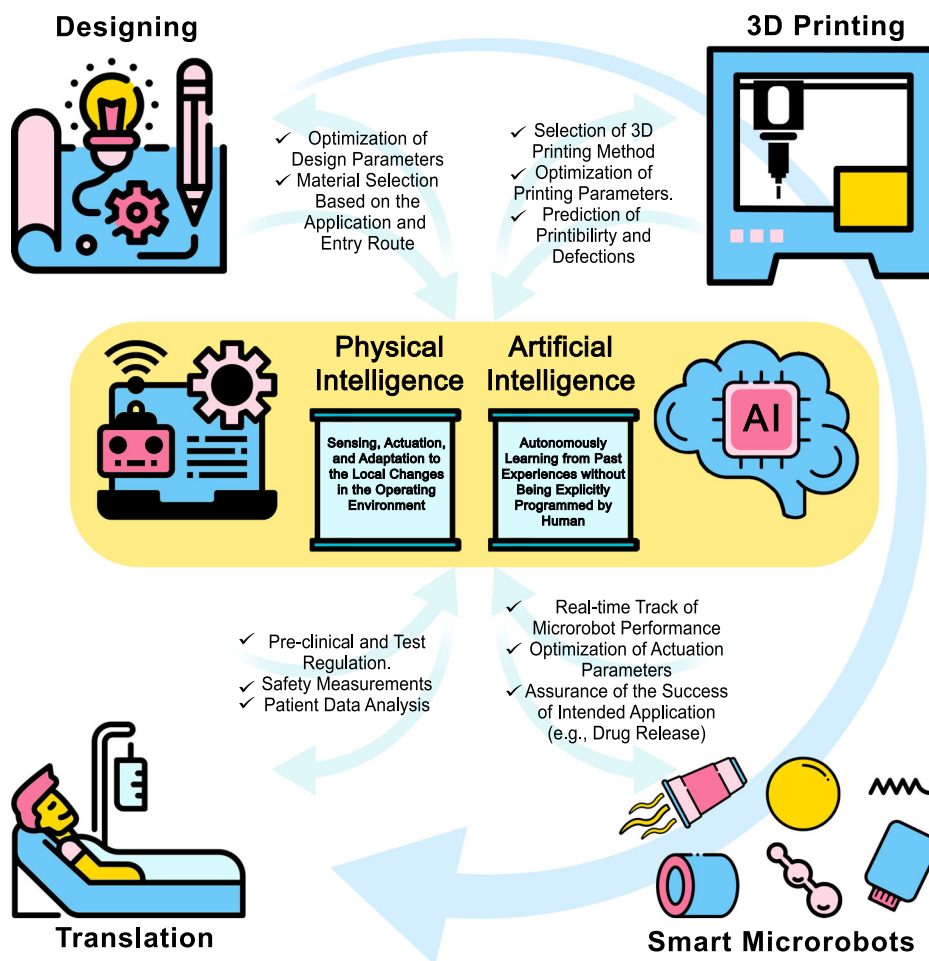 Designing
3D Printing
Optimization of
Design Parameters
Material Selection
Based on the
Application and
Entry Route
Selection of 3D
Printing Method
Optimization of
Printing Parameters.
Prediction of
Printibilirty and
Defections
Physical
Intelligence
Artificial
Intelligence
Sensing, Actuation,
and Adaptation to
the Local Changes
in the Operating
Environment
Autonomously
Learning from Past
Experiences without
Being Explicitly
Programmed by
Human
AI
Pre-clinical and Test
Regulation.
Safety Measurements
Patient Data Analysis
Real-time Track of
Microrobot Performance
Optimization of Actuation
Parameters
Assurance of the Success
of Intended Application
(e.g., Drug Release)
Translation
Smart Microrobots